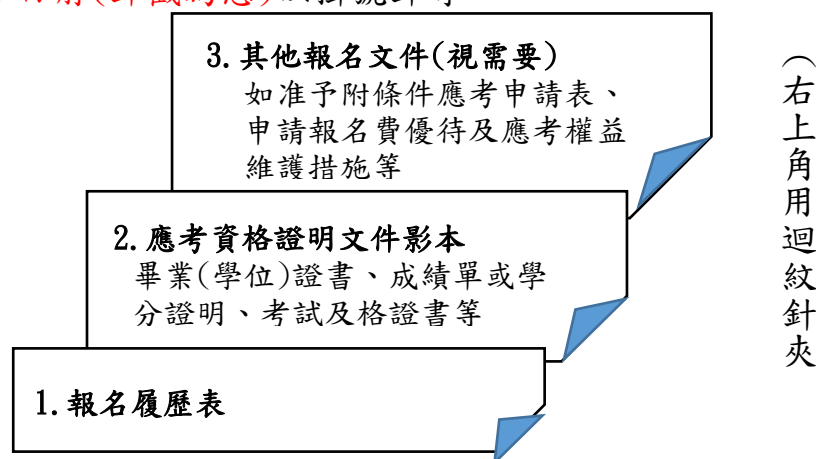 3.其他報名文件(視需要)
如准予附條件應考申請表、
申請報名費優待及應考權益
維護措施等
2.應考資格證明文件影本
畢業(學位)證書、成績單或學
分證明、考試及格證書等
1.報名履歷表
（右上角用迴紋針夾